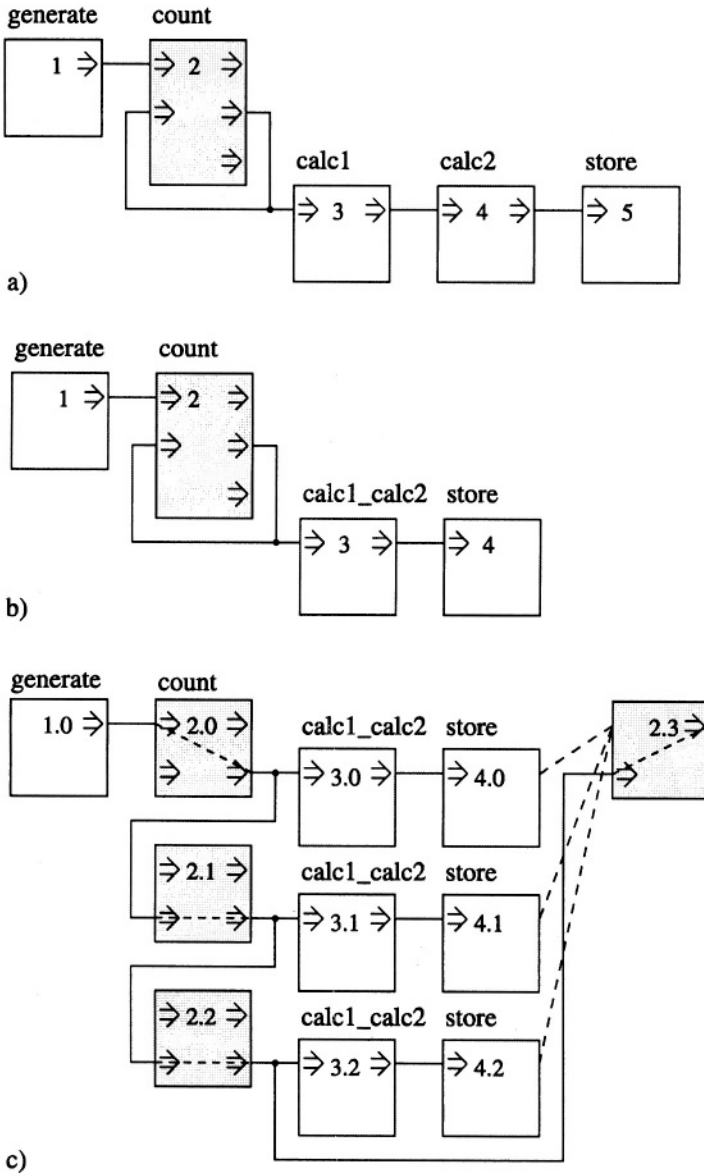 generate count
1 2
calc1 calc2 store
3 4 5
a)
generate count
1 2
calc1_calc2 store
3 4
b)
generate count
1.0 2.0 calc1_calc2 store 2.3
3.0 4.0
2.1 calc1_calc2 store
3.1 4.1
2.2 calc1_calc2 store
3.2 4.2
c)